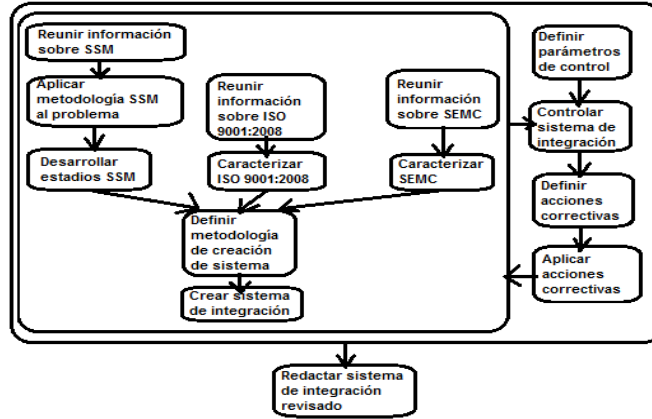 Reunir información
sobre SSM
Aplicar
metodología SSM
al problema
Desarrollar
estadios SSM
Reunir
información
sobre ISO
9001:2008
Caracterizar
ISO 9001:2008
Reunir
información
sobre SEMC
Caracterizar
SEMC
Definir
metodología
de creación
de sistema
Crear sistema
de integración
Definir
parámetros
de control
Controlar
sistema de
integración
Definir
acciones
correctivas
Aplicar
acciones
correctivas
Redactar sistema
de integración
revisado